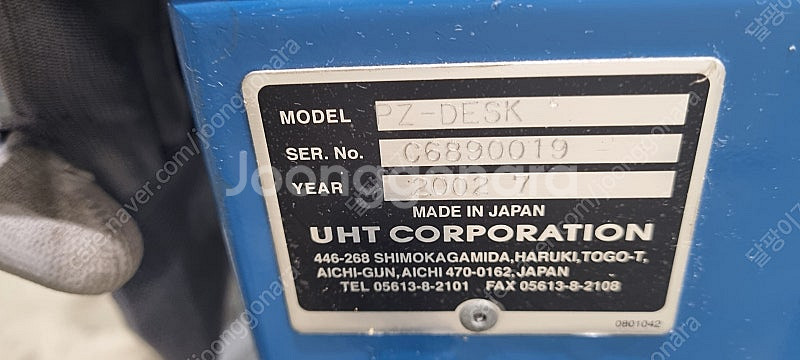 MODEL PZ-DESK
SER. No. C6890019
YEAR 2002 7
MADE IN JAPAN
UHT CORPORATION
446-268 SHIMOKAGAMIDA, HARUKI, TOGO-T,
AICHI-GUN, AICHI 470-0162, JAPAN
TEL 05613-8-2101 FAX 05613-8-2108
0801042
Joonggonara